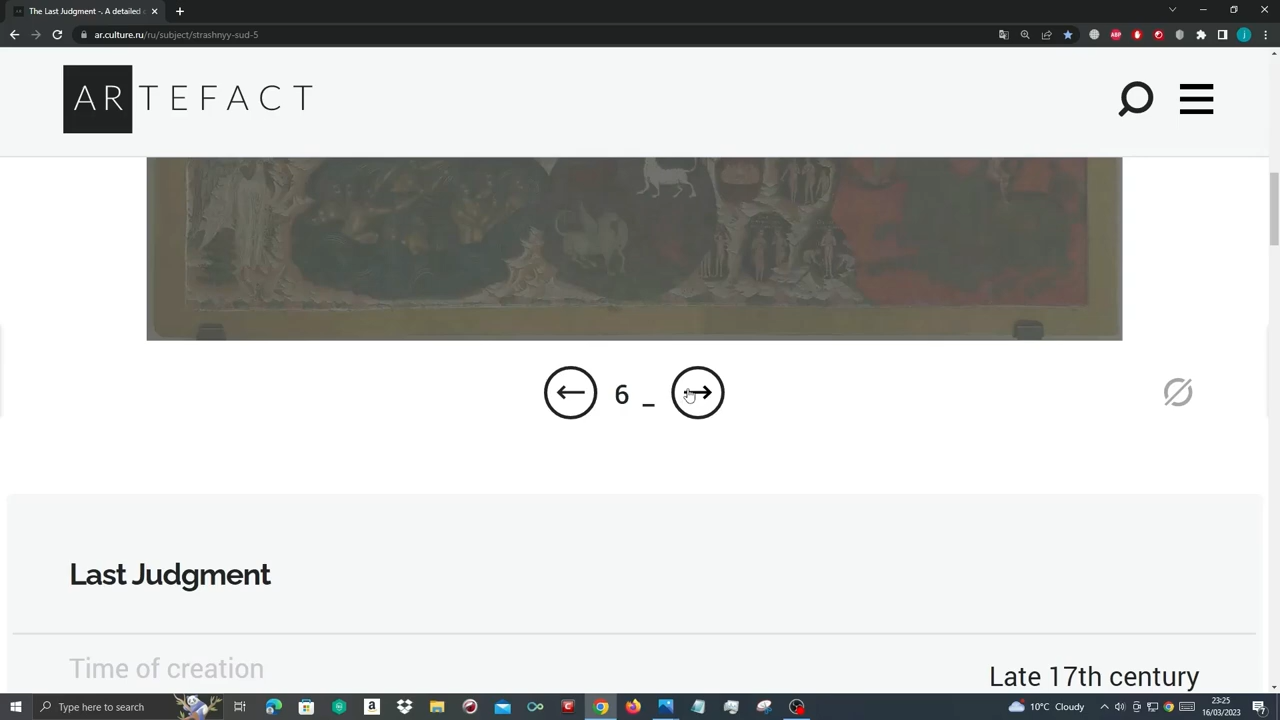 The Last Judgment -. A detailed
ar.culture.ru/ru/subject/strashnyy-sud-5
ARTEFACT
6
Last Judgment
Time of creation
Late 17th century
Type here to search
10°C Cloudy
23:25
16/03/2023